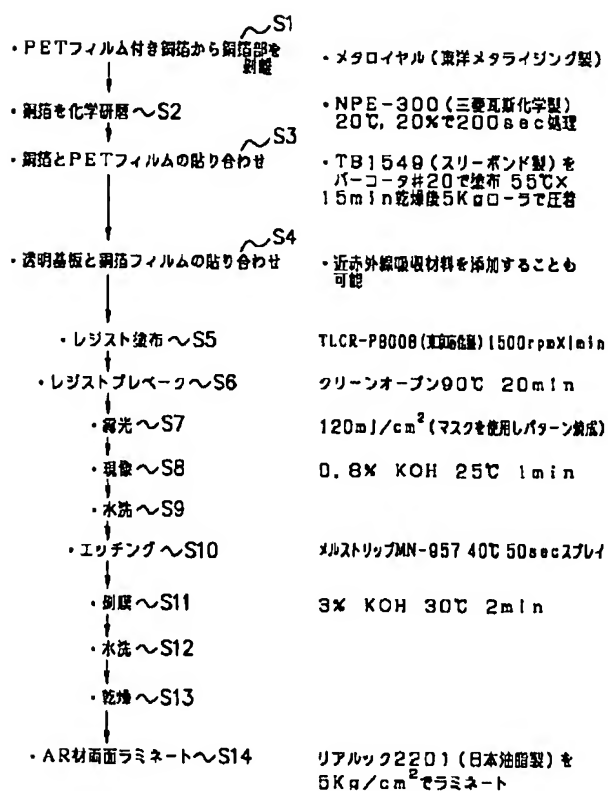 ～S1
・PETフィルム付き銅箔から銅箔部を
剥離
・メタロイヤル（東洋メタライジング製）
・銅箔を化学研磨～S2
・NPE-300（三菱瓦斯化学製）
20℃, 20%で200sec処理
～S3
・銅箔とPETフィルムの貼り合わせ
・TB1549（スリーボンド製）を
バーコータ#20で塗布 55℃×
15min乾燥後5Kgローラで圧着
～S4
・透明基板と銅箔フィルムの貼り合わせ
・近赤外線吸収材料を添加することも
可能
・レジスト塗布～S5
TLCR-P8008(東京応化製)1500rpmX1min
・レジストプレベーク～S6
クリーンオーブン90℃ 20min
・露光～S7
120mJ/cm²(マスクを使用しパターン焼成)
・現像～S8
0.8% KOH 25℃ 1min
・水洗～S9
・エッチング～S10
メルストリップMN-957 40℃ 50secスプレイ
・剥膜～S11
3% KOH 30℃ 2min
・水洗～S12
・乾燥～S13
・AR材両面ラミネート～S14
リアルック2201（日本油脂製）を
5Kg/cm²でラミネート